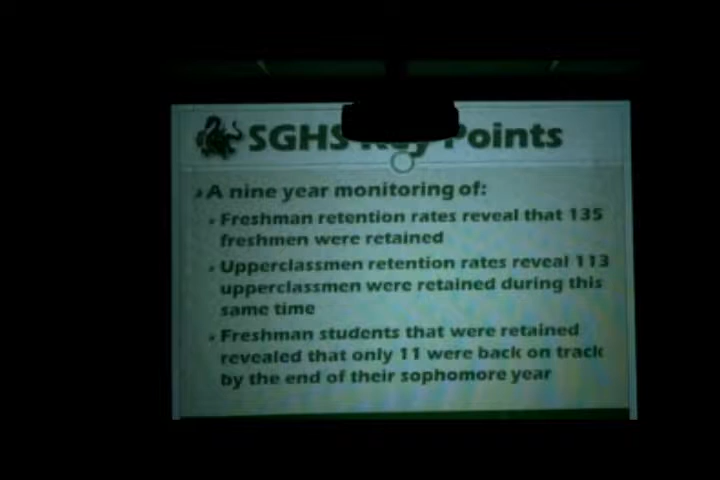 SGHS Key Points
A nine year monitoring of:
Freshman retention rates reveal that 135
freshmen were retained
Upperclassmen retention rates reveal 113
upperclassmen were retained during this
same time
Freshman students that were retained
revealed that only 11 were back on track
by the end of their sophomore year